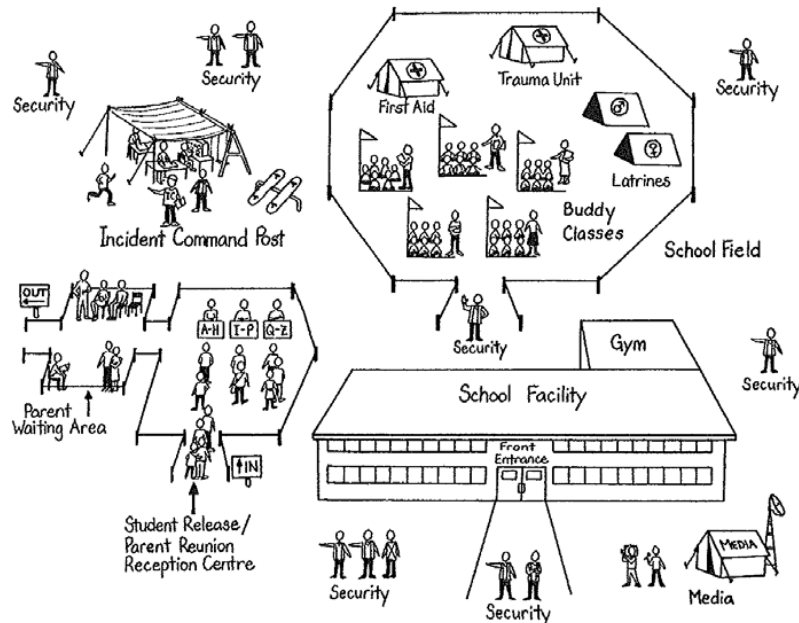 Security
Security
First Aid
Trauma Unit
Security
Latrines
Incident Command Post
Buddy
Classes
School Field
OUT
A-H
I-P
Q-Z
Security
Gym
Security
Parent
Waiting Area
School Facility
Front
Entrance
IN
Student Release/
Parent Reunion
Reception Centre
Security
Security
MEDIA
Media